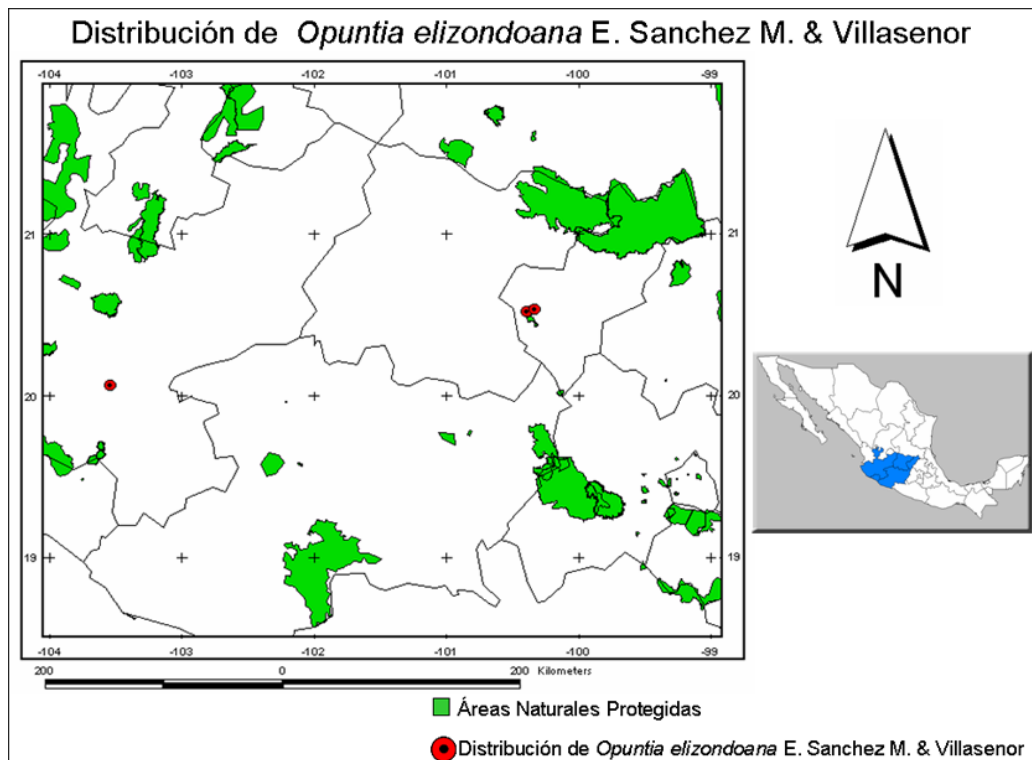 Distribución de Opuntia elizondoana E. Sanchez M. & Villasenor
-104 -103 -102 -101 -100 -99
21 21
20 20
19 19
-104 -103 -102 -101 -100 -99
200 0 200 Kilometers
N
Áreas Naturales Protegidas
Distribución de Opuntia elizondoana E. Sanchez M. & Villasenor